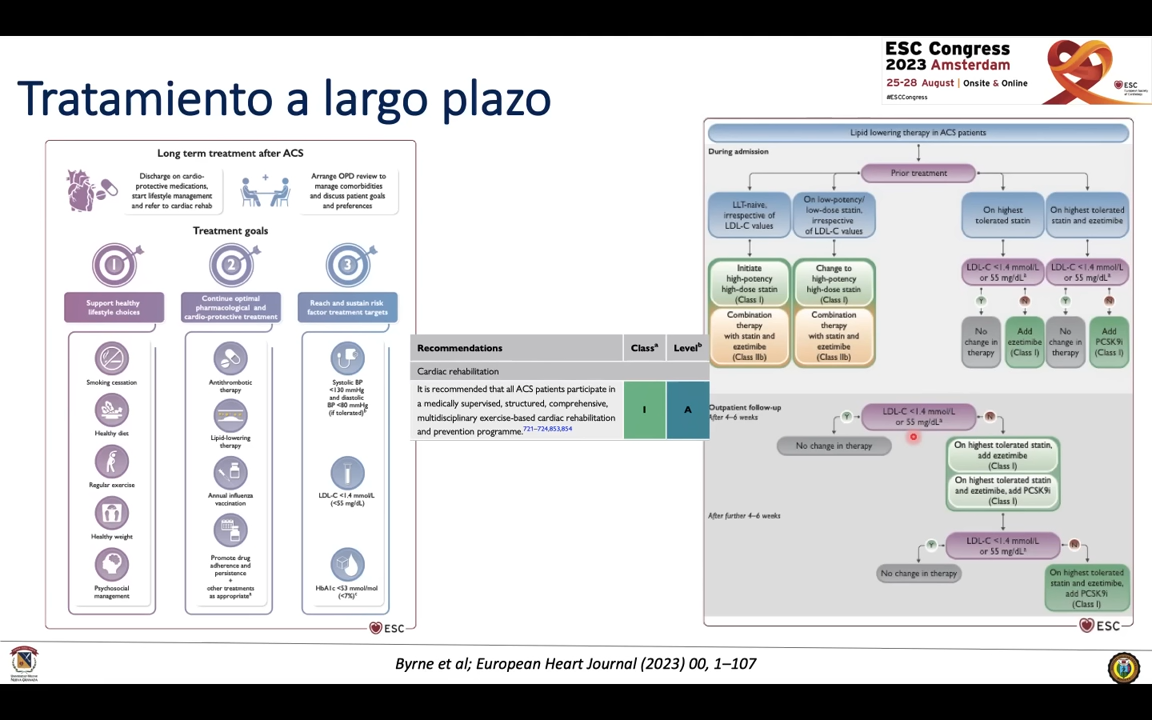 ESC Congress
2023 Amsterdam
25-28 August | Onsite & Online
#ESCCongress
ESC
Tratamiento a largo plazo
Long term treatment after ACS
Discharge on cardio-
protective medications,
start lifestyle management
and refer to cardiac rehab
Arrange OPD review to
manage comorbidities
and discuss patient goals
and preferences
Treatment goals
1
2
3
Support healthy
lifestyle choices
Continue optimal
pharmacological and
cardio-protective treatment
Reach and sustain risk
factor treatment targets
Smoking cessation
Healthy diet
Regular exercise
Healthy weight
Psychosocial
management
Antithrombotic
therapy
Lipid-lowering
therapy
Annual influenza
vaccination
Promote drug
adherence and
persistence
+
other treatments
as appropriateª
Systolic BP
<130 mmHg
and diastolic
BP <80 mmHg
(if tolerated)ᵇ
LDL-C <1.4 mmol/L
(<55 mg/dL)
HbA1c <53 mmol/mol
(<7%)ᶜ
ESC
Recommendations
Classᵃ
Levelᵇ
Cardiac rehabilitation
It is recommended that all ACS patients participate in
a medically supervised, structured, comprehensive,
multidisciplinary exercise-based cardiac rehabilitation
and prevention programme.721–724,853,854
I
A
Lipid lowering therapy in ACS patients
During admission
Prior treatment
LLT-naive,
irrespective of
LDL-C values
On low-potency/
low-dose statin,
irrespective
of LDL-C values
On highest
tolerated statin
On highest tolerated
statin and ezetimibe
Initiate
high-potency
high-dose statin
(Class I)
Combination
therapy
with statin and
ezetimibe
(Class IIb)
Change to
high-potency
high-dose statin
(Class I)
Combination
therapy
with statin and
ezetimibe
(Class IIb)
LDL-C <1.4 mmol/L
or 55 mg/dLª
LDL-C <1.4 mmol/L
or 55 mg/dLª
Y
N
Y
N
No
change in
therapy
Add
ezetimibe
(Class I)
No
change in
therapy
Add
PCSK9i
(Class I)
Outpatient follow-up
After 4–6 weeks
LDL-C <1.4 mmol/L
or 55 mg/dLª
Y
N
No change in therapy
On highest tolerated statin,
add ezetimibe
(Class I)
On highest tolerated statin
and ezetimibe, add PCSK9i
(Class I)
After further 4–6 weeks
LDL-C <1.4 mmol/L
or 55 mg/dLª
Y
N
No change in therapy
On highest tolerated
statin and ezetimibe,
add PCSK9i
(Class I)
ESC
Byrne et al; European Heart Journal (2023) 00, 1–107